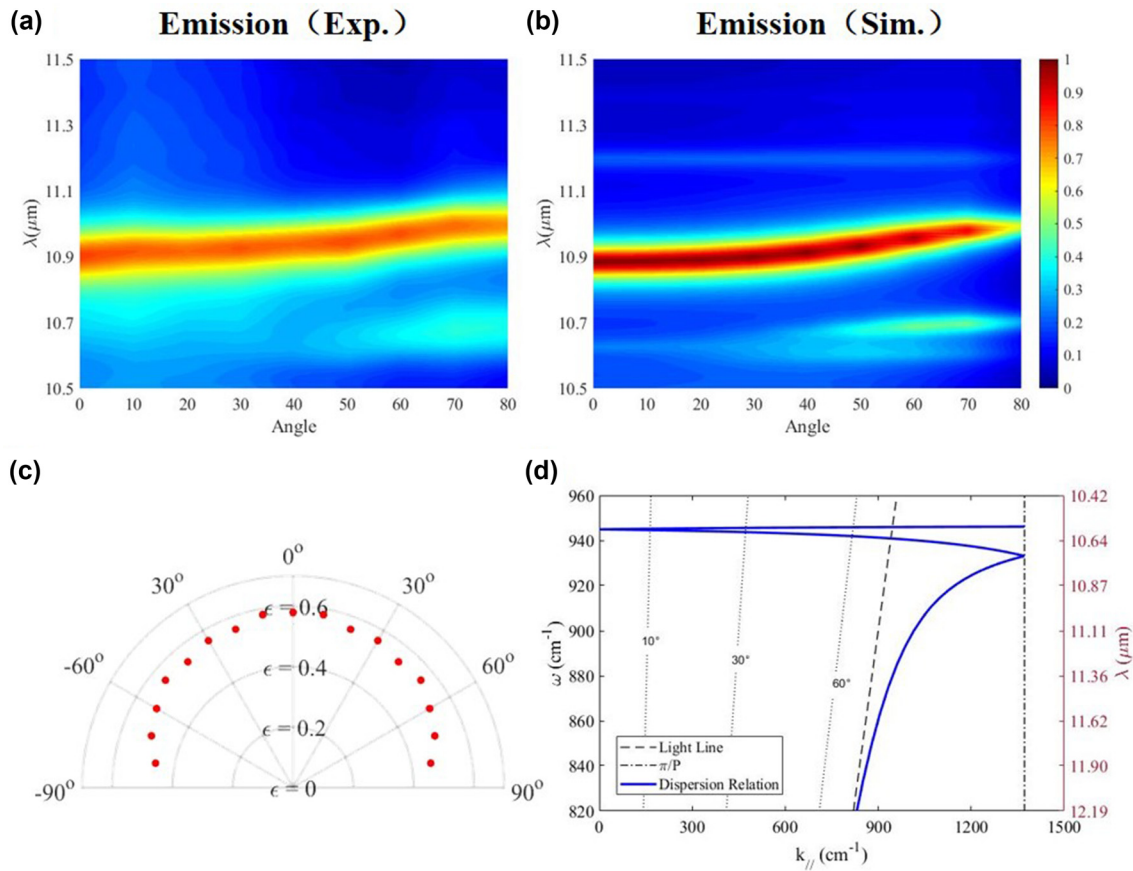 (a) Emission（Exp.）
(b) Emission（Sim.）
11.5
11.3
11.1
10.9
10.7
10.5
λ(μm)
0 10 20 30 40 50 60 70 80
Angle
11.5
11.3
11.1
10.9
10.7
10.5
λ(μm)
0 10 20 30 40 50 60 70 80
Angle
1
0.9
0.8
0.7
0.6
0.5
0.4
0.3
0.2
0.1
0
(c)
0°
30° 30°
-60° 60°
-90° 90°
ϵ = 0.6
ϵ = 0.4
ϵ = 0.2
ϵ = 0
(d)
960
940
920
900
880
860
840
820
ω (cm⁻¹)
10°
30°
60°
Light Line
π/P
Dispersion Relation
0 300 600 900 1200 1500
k// (cm⁻¹)
10.42
10.64
10.87
11.11
11.36
11.62
11.90
12.19
λ (μm)